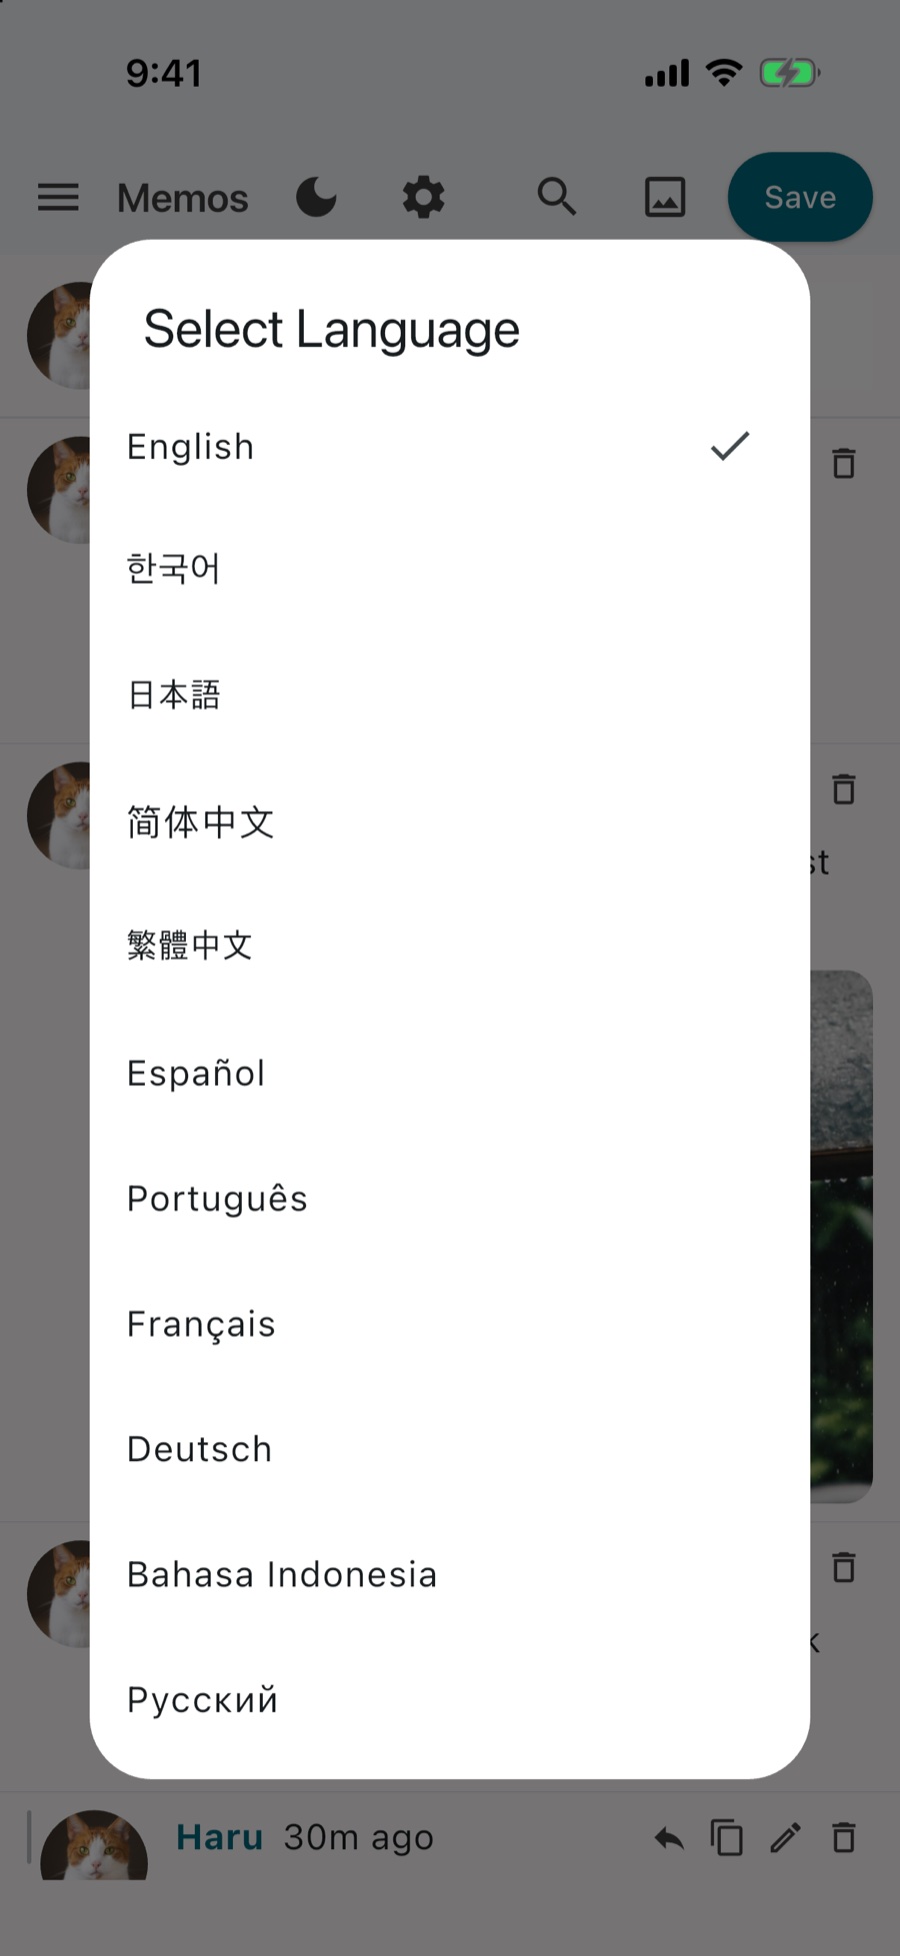 9:41
Memos
Save
Select Language
English
한국어
日本語
简体中文
繁體中文
Español
Português
Français
Deutsch
Bahasa Indonesia
Русский
Haru 30m ago